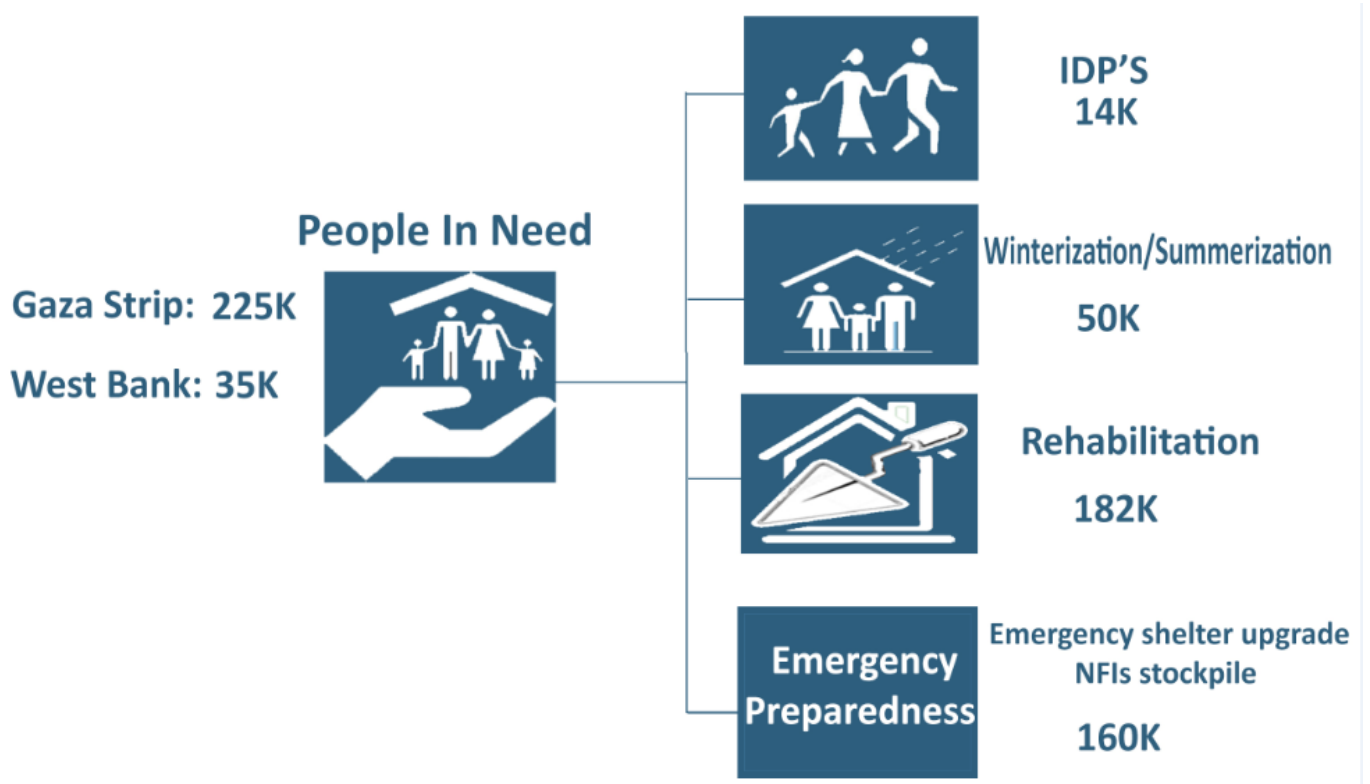 People In Need
Gaza Strip: 225K
West Bank: 35K
IDP'S
14K
Winterization/Summerization
50K
Rehabilitation
182K
Emergency
Preparedness
Emergency shelter upgrade
NFIs stockpile
160K